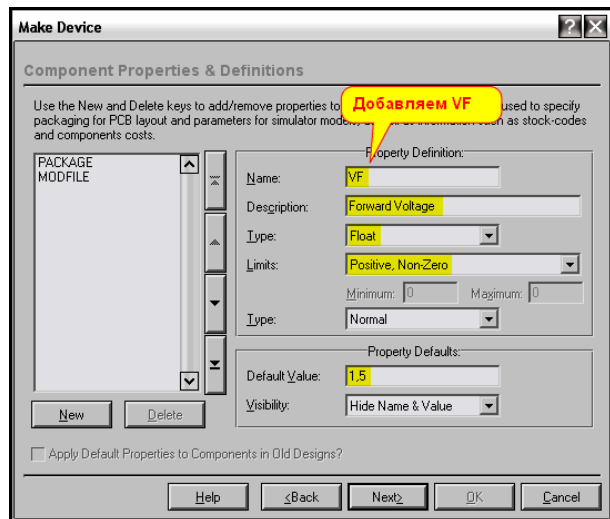 Make Device
Component Properties & Definitions
Use the New and Delete keys to add/remove properties to
used to specify
packaging for PCB layout and parameters for simulator models
information such as stock-codes
and components costs.
Добавляем VF
PACKAGE
MODFILE
Property Definition:
Name: VF
Description: Forward Voltage
Type: Float
Limits: Positive, Non-Zero
Minimum: 0 Maximum: 0
Type: Normal
Property Defaults:
Default Value: 1,5
Visibility: Hide Name & Value
New Delete
Apply Default Properties to Components in Old Designs?
Help <Back Next> OK Cancel